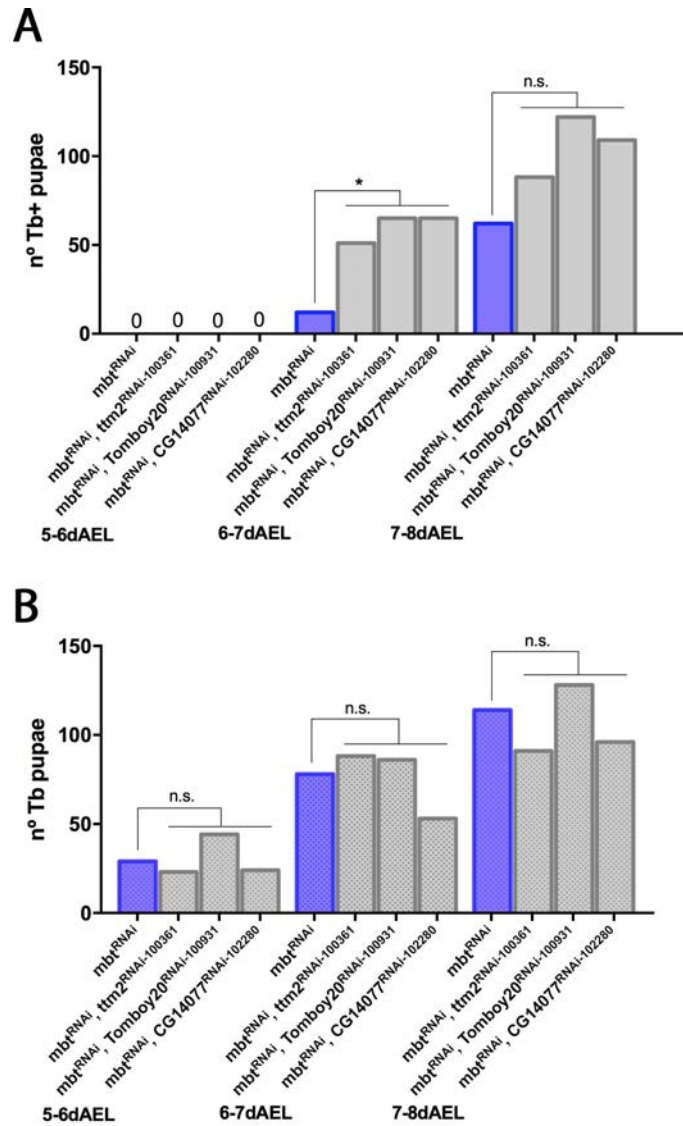 A
nº Tb+ pupae
150
100
50
0
0 0 0 0
*
n.s.
mbtRNAi
mbtRNAi, ttm2RNAi-100361
mbtRNAi, Tomboy20RNAi-100931
mbtRNAi, CG14077RNAi-102280
mbtRNAi
mbtRNAi, ttm2RNAi-100361
mbtRNAi, Tomboy20RNAi-100931
mbtRNAi, CG14077RNAi-102280
mbtRNAi
mbtRNAi, ttm2RNAi-100361
mbtRNAi, Tomboy20RNAi-100931
mbtRNAi, CG14077RNAi-102280
5-6dAEL 6-7dAEL 7-8dAEL
B
nº Tb pupae
150
100
50
0
n.s.
n.s.
n.s.
mbtRNAi
mbtRNAi, ttm2RNAi-100361
mbtRNAi, Tomboy20RNAi-100931
mbtRNAi, CG14077RNAi-102280
mbtRNAi
mbtRNAi, ttm2RNAi-100361
mbtRNAi, Tomboy20RNAi-100931
mbtRNAi, CG14077RNAi-102280
mbtRNAi
mbtRNAi, ttm2RNAi-100361
mbtRNAi, Tomboy20RNAi-100931
mbtRNAi, CG14077RNAi-102280
5-6dAEL 6-7dAEL 7-8dAEL